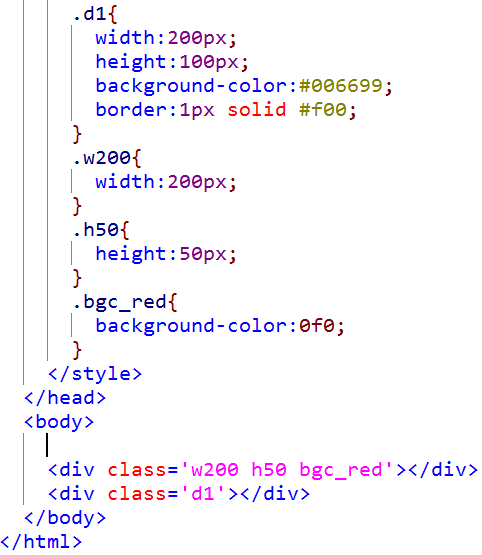 .d1{
width:200px;
height:100px;
background-color:#006699;
border:1px solid #f00;
}
.w200{
width:200px;
}
.h50{
height:50px;
}
.bgc_red{
background-color:0f0;
}
</style>
</head>
<body>
<div class='w200 h50 bgc_red'></div>
<div class='d1'></div>
</body>
</html>